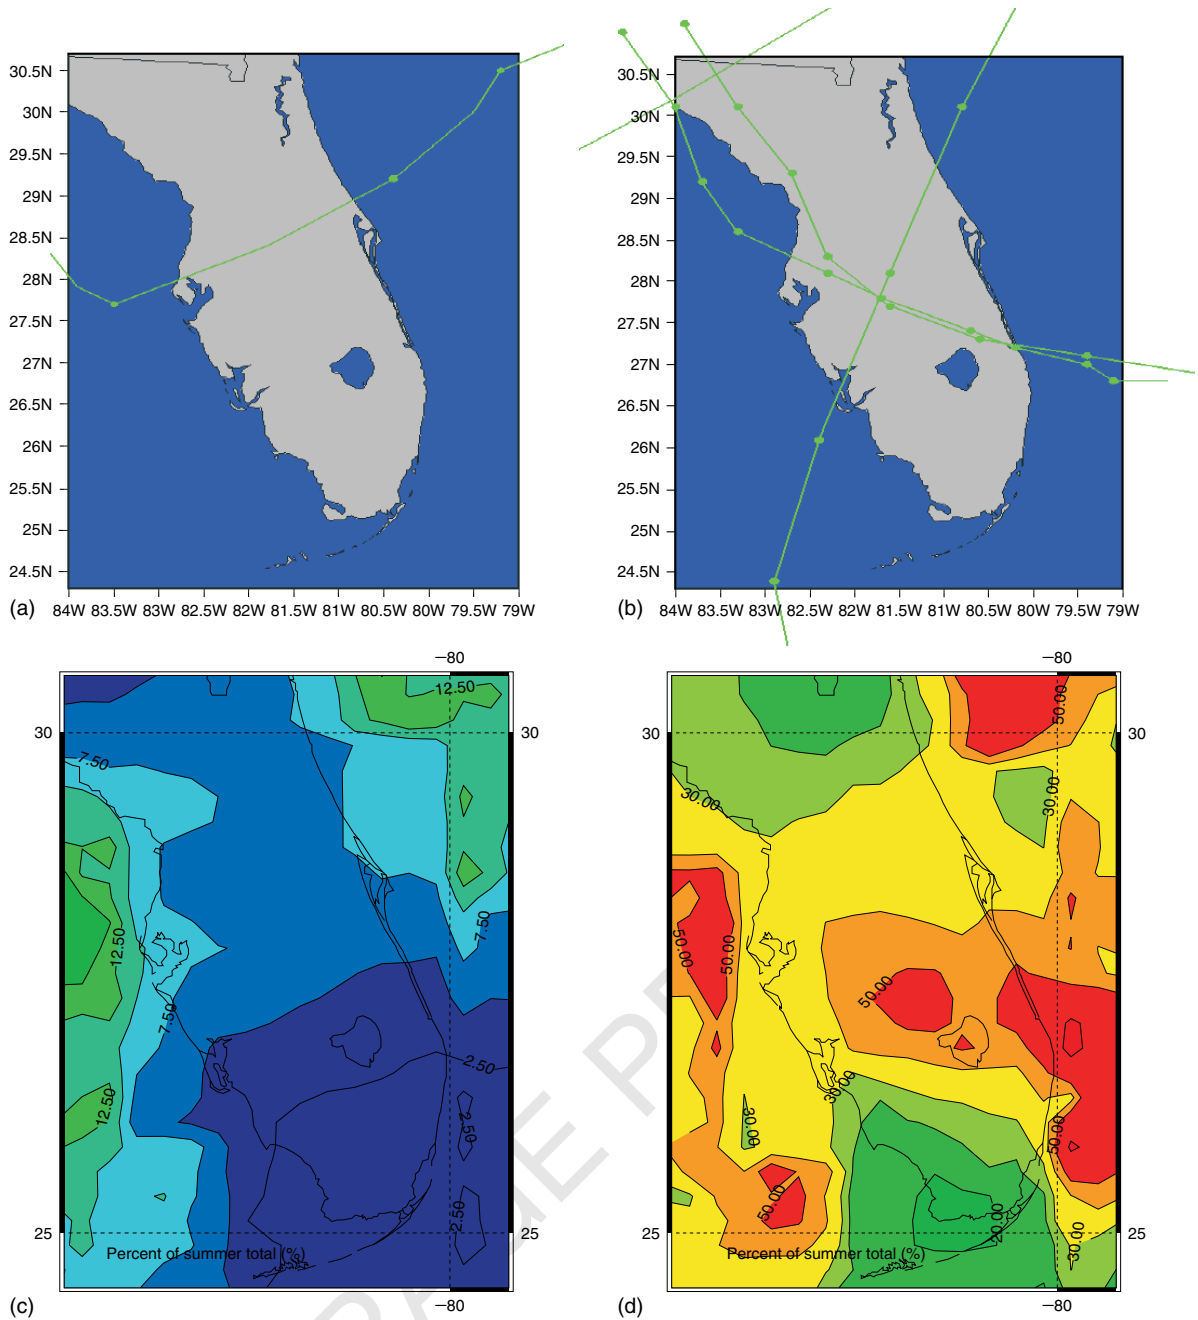 30.5N
30N
29.5N
29N
28.5N
28N
27.5N
27N
26.5N
26N
25.5N
25N
24.5N
84W 83.5W 83W 82.5W 82W 81.5W 81W 80.5W 80W 79.5W 79W
(a)
30.5N
30N
29.5N
29N
28.5N
28N
27.5N
27N
26.5N
26N
25.5N
25N
24.5N
84W 83.5W 83W 82.5W 82W 81.5W 81W 80.5W 80W 79.5W 79W
(b)
−80
12.50
30 30
7.50
7.50
12.50
7.50
2.50
12.50
2.50
2.50
25 25
Percent of summer total (%)
−80
(c)
−80
50.00
30 30
30.00
30.00
50.00
50.00
50.00
30.00
30.00
50.00
50.00
20.00
30.00
25 25
Percent of summer total (%)
−80
(d)